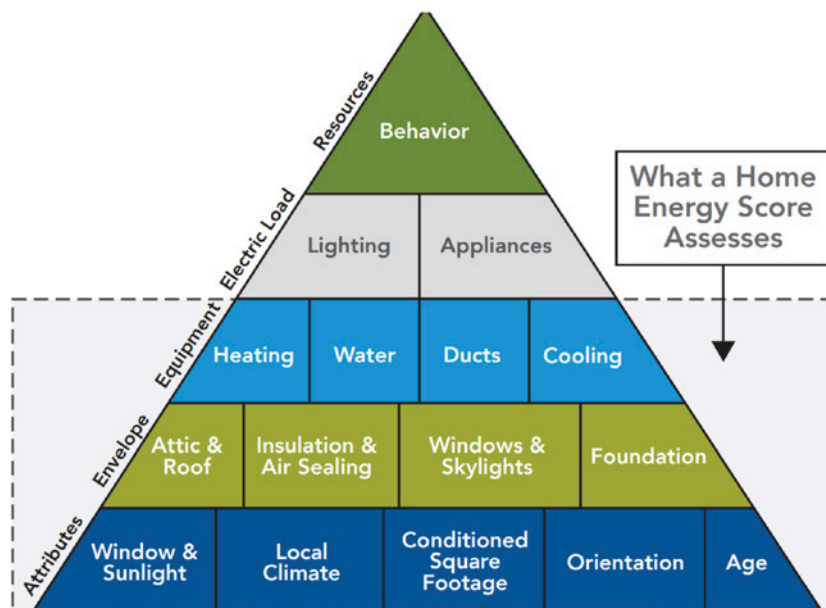 Resources
Behavior
What a Home
Energy Score
Assesses
Electric Load
Lighting
Appliances
Equipment
Heating
Water
Ducts
Cooling
Envelope
Attic &
Roof
Insulation &
Air Sealing
Windows &
Skylights
Foundation
Attributes
Window &
Sunlight
Local
Climate
Conditioned
Square
Footage
Orientation
Age